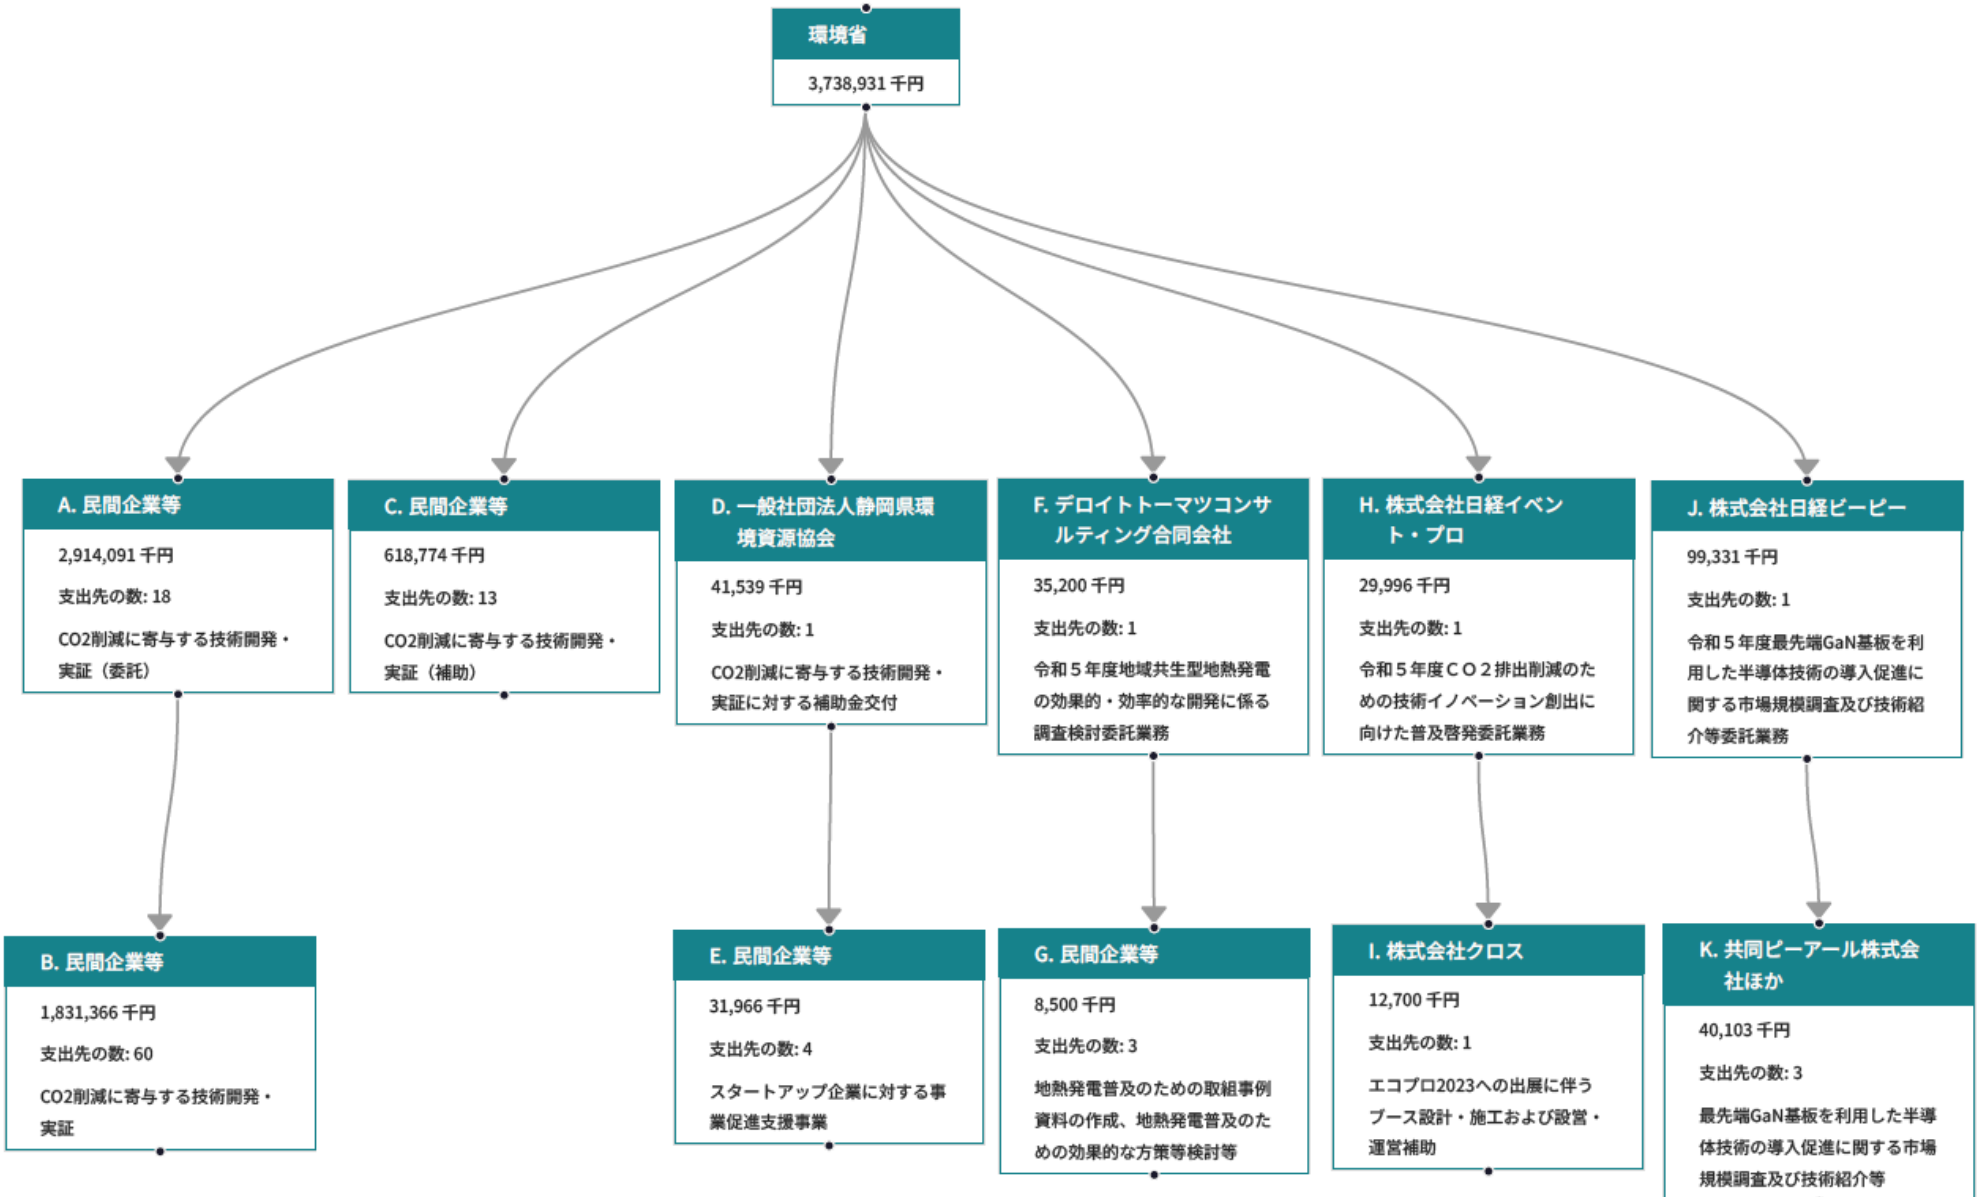 環境省
3,738,931 千円
A. 民間企業等
2,914,091 千円
支出先の数: 18
CO2削減に寄与する技術開発・
実証（委託）
C. 民間企業等
618,774 千円
支出先の数: 13
CO2削減に寄与する技術開発・
実証（補助）
D. 一般社団法人静岡県環
境資源協会
41,539 千円
支出先の数: 1
CO2削減に寄与する技術開発・
実証に対する補助金交付
F. デロイトトーマツコンサ
ルティング合同会社
35,200 千円
支出先の数: 1
令和５年度地域共生型地熱発電
の効果的・効率的な開発に係る
調査検討委託業務
H. 株式会社日経イベン
ト・プロ
29,996 千円
支出先の数: 1
令和５年度ＣＯ２排出削減のた
めの技術イノベーション創出に
向けた普及啓発委託業務
J. 株式会社日経ビーピー
99,331 千円
支出先の数: 1
令和５年度最先端GaN基板を利
用した半導体技術の導入促進に
関する市場規模調査及び技術紹
介等委託業務
B. 民間企業等
1,831,366 千円
支出先の数: 60
CO2削減に寄与する技術開発・
実証
E. 民間企業等
31,966 千円
支出先の数: 4
スタートアップ企業に対する事
業促進支援事業
G. 民間企業等
8,500 千円
支出先の数: 3
地熱発電普及のための取組事例
資料の作成、地熱発電普及のた
めの効果的な方策等検討等
I. 株式会社クロス
12,700 千円
支出先の数: 1
エコプロ2023への出展に伴う
ブース設計・施工および設営・
運営補助
K. 共同ピーアール株式会
社ほか
40,103 千円
支出先の数: 3
最先端GaN基板を利用した半導
体技術の導入促進に関する市場
規模調査及び技術紹介等